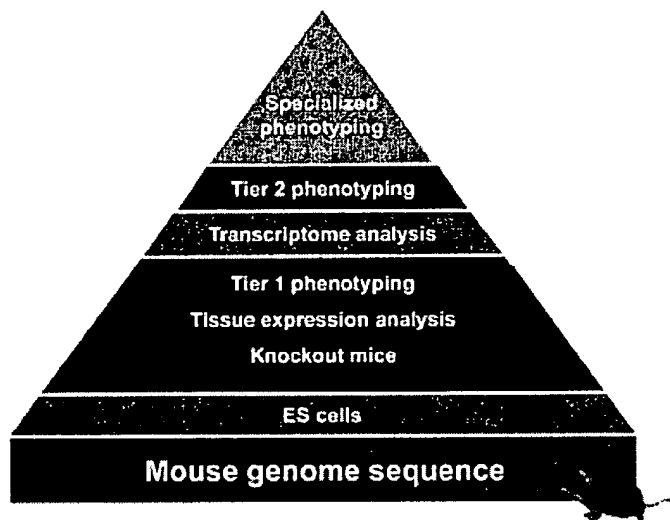 Specialized
phenotyping
Tier 2 phenotyping
Transcriptome analysis
Tier 1 phenotyping
Tissue expression analysis
Knockout mice
ES cells
Mouse genome sequence